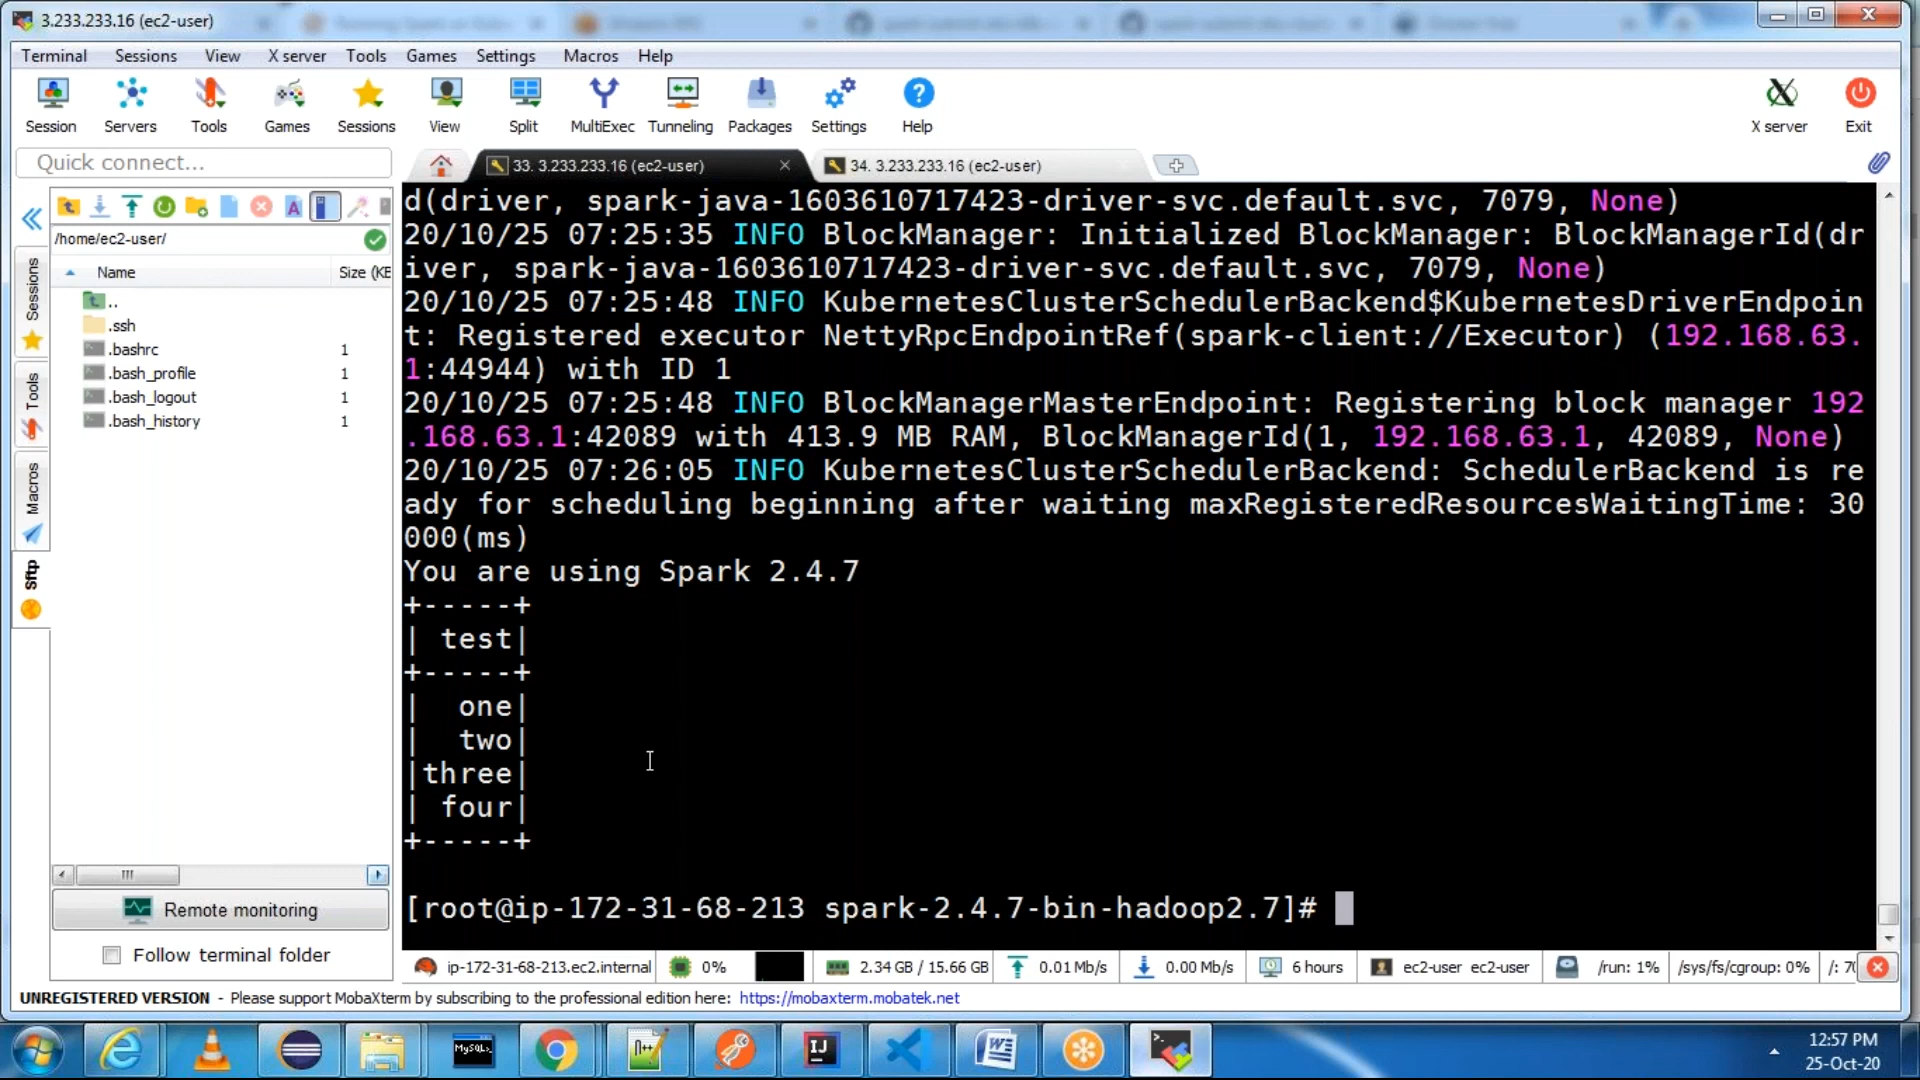 3.233.233.16 (ec2-user)
Terminal Sessions View X server Tools Games Settings Macros Help
Session Servers Tools Games Sessions View Split MultiExec Tunneling Packages Settings Help X server Exit
Quick connect...
33. 3.233.233.16 (ec2-user)
34. 3.233.233.16 (ec2-user)
/home/ec2-user/
Name Size (KB
..
.ssh
.bashrc 1
.bash_profile 1
.bash_logout 1
.bash_history 1
Sessions
Tools
Macros
Sftp
Remote monitoring
Follow terminal folder
d(driver, spark-java-1603610717423-driver-svc.default.svc, 7079, None)
20/10/25 07:25:35 INFO BlockManager: Initialized BlockManager: BlockManagerId(dr
iver, spark-java-1603610717423-driver-svc.default.svc, 7079, None)
20/10/25 07:25:48 INFO KubernetesClusterSchedulerBackend$KubernetesDriverEndpoin
t: Registered executor NettyRpcEndpointRef(spark-client://Executor) (192.168.63.
1:44944) with ID 1
20/10/25 07:25:48 INFO BlockManagerMasterEndpoint: Registering block manager 192
.168.63.1:42089 with 413.9 MB RAM, BlockManagerId(1, 192.168.63.1, 42089, None)
20/10/25 07:26:05 INFO KubernetesClusterSchedulerBackend: SchedulerBackend is re
ady for scheduling beginning after waiting maxRegisteredResourcesWaitingTime: 30
000(ms)
You are using Spark 2.4.7
+-----+
| test|
+-----+
|  one|
|  two|
|three|
| four|
+-----+
[root@ip-172-31-68-213 spark-2.4.7-bin-hadoop2.7]#
ip-172-31-68-213.ec2.internal 0% 2.34 GB / 15.66 GB 0.01 Mb/s 0.00 Mb/s 6 hours ec2-user ec2-user /run: 1% /sys/fs/cgroup: 0% /: 7
UNREGISTERED VERSION - Please support MobaXterm by subscribing to the professional edition here: https://mobaxterm.mobatek.net
MySQL
N++
IJ
12:57 PM
25-Oct-20